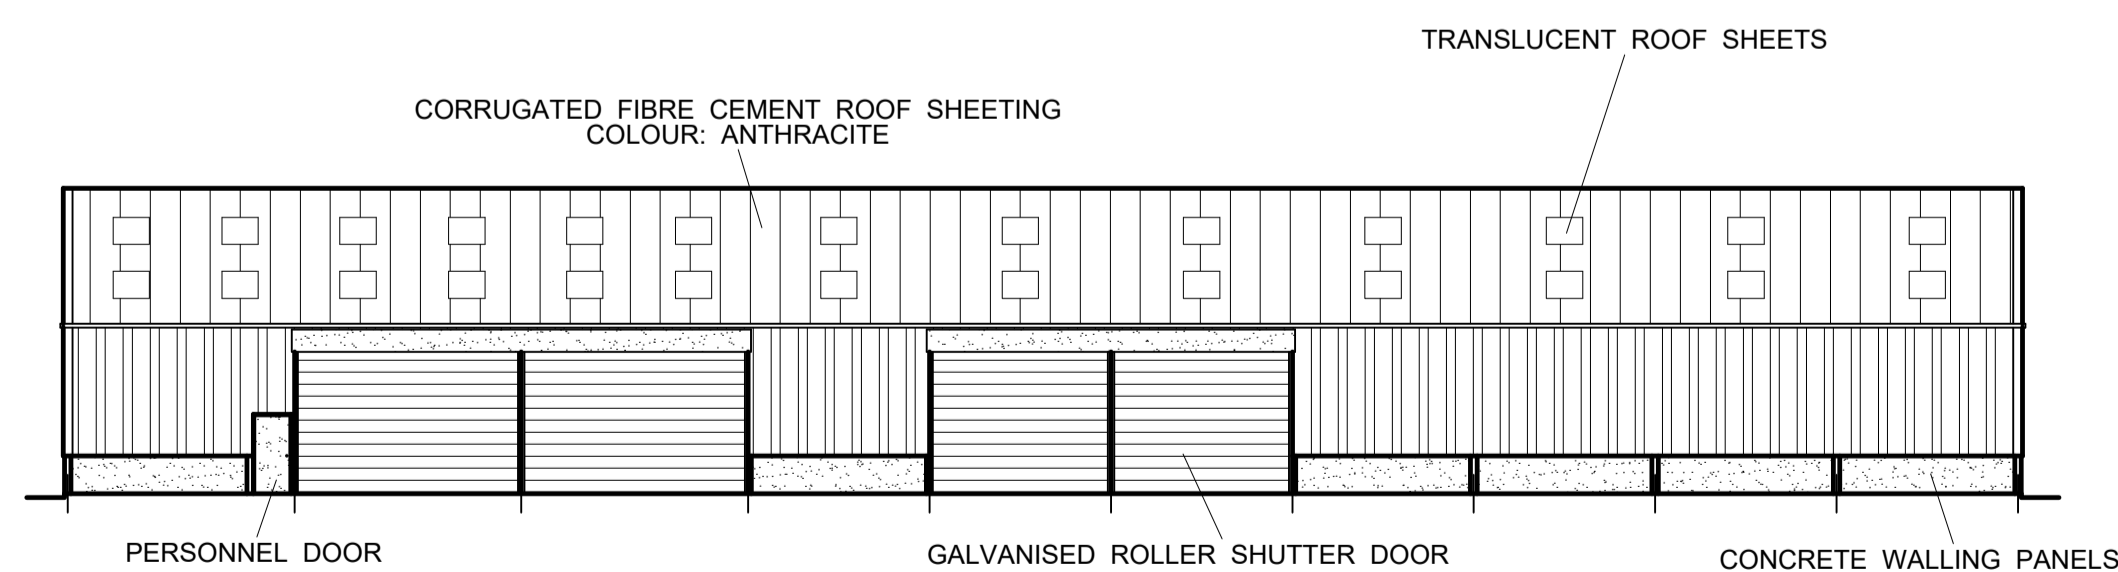 TRANSLUCENT ROOF SHEETS
CORRUGATED FIBRE CEMENT ROOF SHEETING
COLOUR: ANTHRACITE
PERSONNEL DOOR
GALVANISED ROLLER SHUTTER DOOR
CONCRETE WALLING PANELS